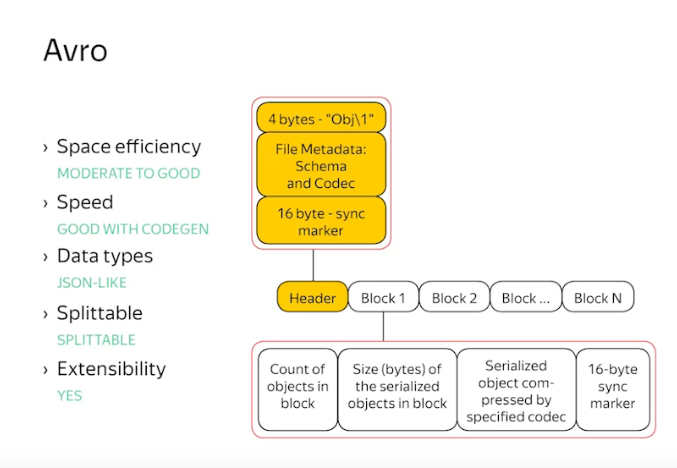 Avro
› Space efficiency
MODERATE TO GOOD
› Speed
GOOD WITH CODEGEN
› Data types
JSON-LIKE
› Splittable
SPLITTABLE
› Extensibility
YES
4 bytes - "Obj\1"
File Metadata:
Schema
and Codec
16 byte - sync
marker
Header
Block 1
Block 2
Block ...
Block N
Count of
objects in
block
Size (bytes) of
the serialized
objects in block
Serialized
object com-
pressed by
specified codec
16-byte
sync
marker